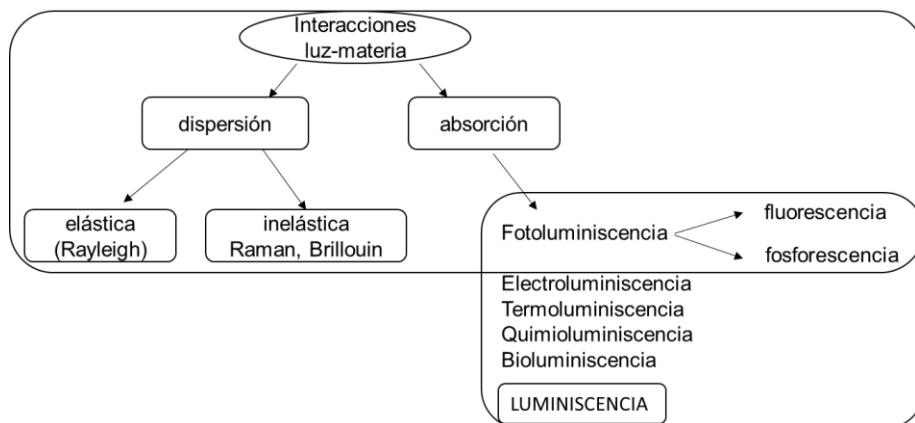 Interacciones
luz-materia
dispersión
absorción
elástica
(Rayleigh)
inelástica
Raman, Brillouin
Fotoluminiscencia
fluorescencia
fosforescencia
Electroluminiscencia
Termoluminiscencia
Quimioluminiscencia
Bioluminiscencia
LUMINISCENCIA